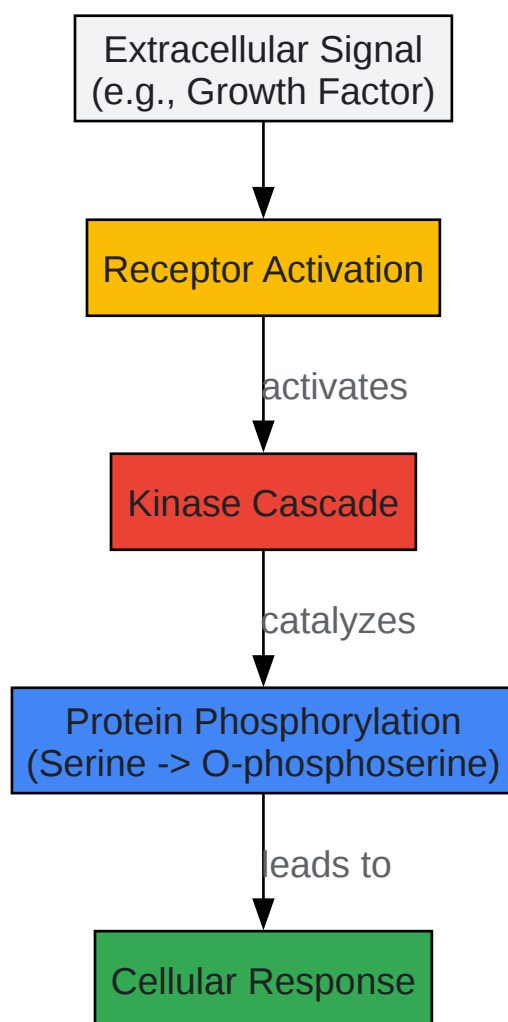 Extracellular Signal
(e.g., Growth Factor)
Receptor Activation
activates
Kinase Cascade
catalyzes
Protein Phosphorylation
(Serine -> O-phosphoserine)
leads to
Cellular Response